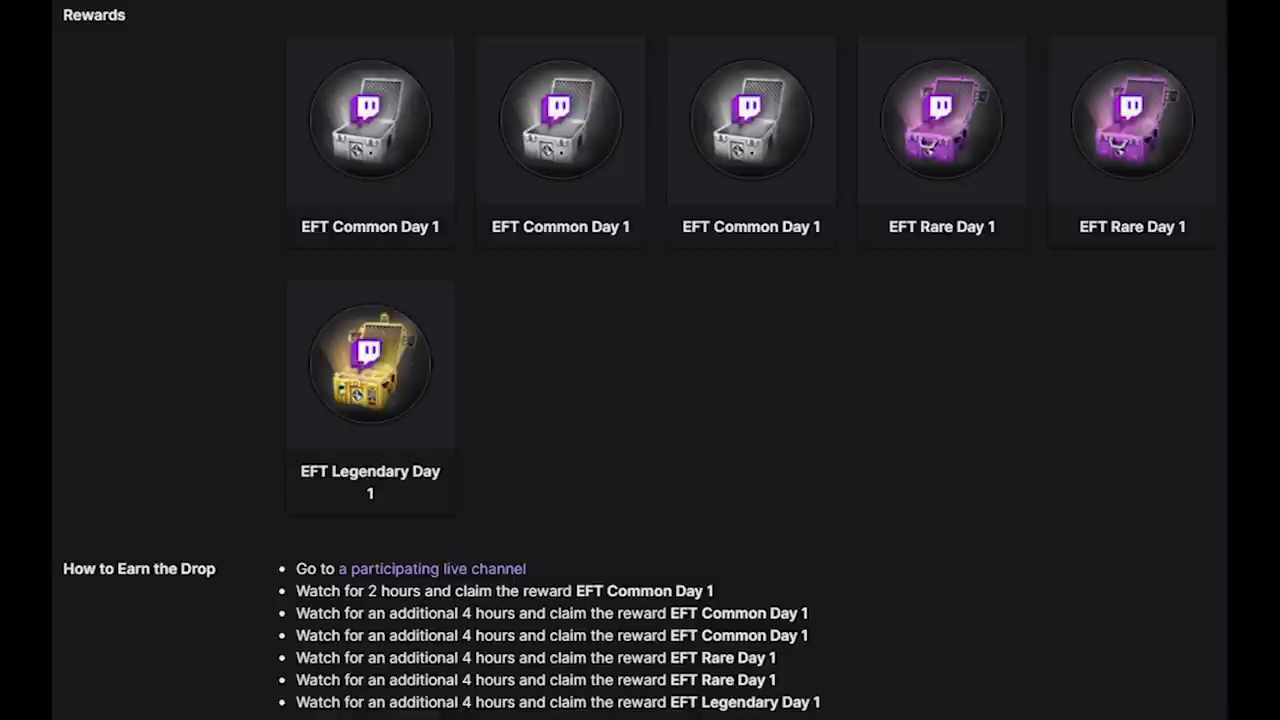 Rewards
EFT Common Day 1
EFT Common Day 1
EFT Common Day 1
EFT Rare Day 1
EFT Rare Day 1
EFT Legendary Day
1
How to Earn the Drop
• Go to a participating live channel
• Watch for 2 hours and claim the reward EFT Common Day 1
• Watch for an additional 4 hours and claim the reward EFT Common Day 1
• Watch for an additional 4 hours and claim the reward EFT Common Day 1
• Watch for an additional 4 hours and claim the reward EFT Rare Day 1
• Watch for an additional 4 hours and claim the reward EFT Rare Day 1
• Watch for an additional 4 hours and claim the reward EFT Legendary Day 1